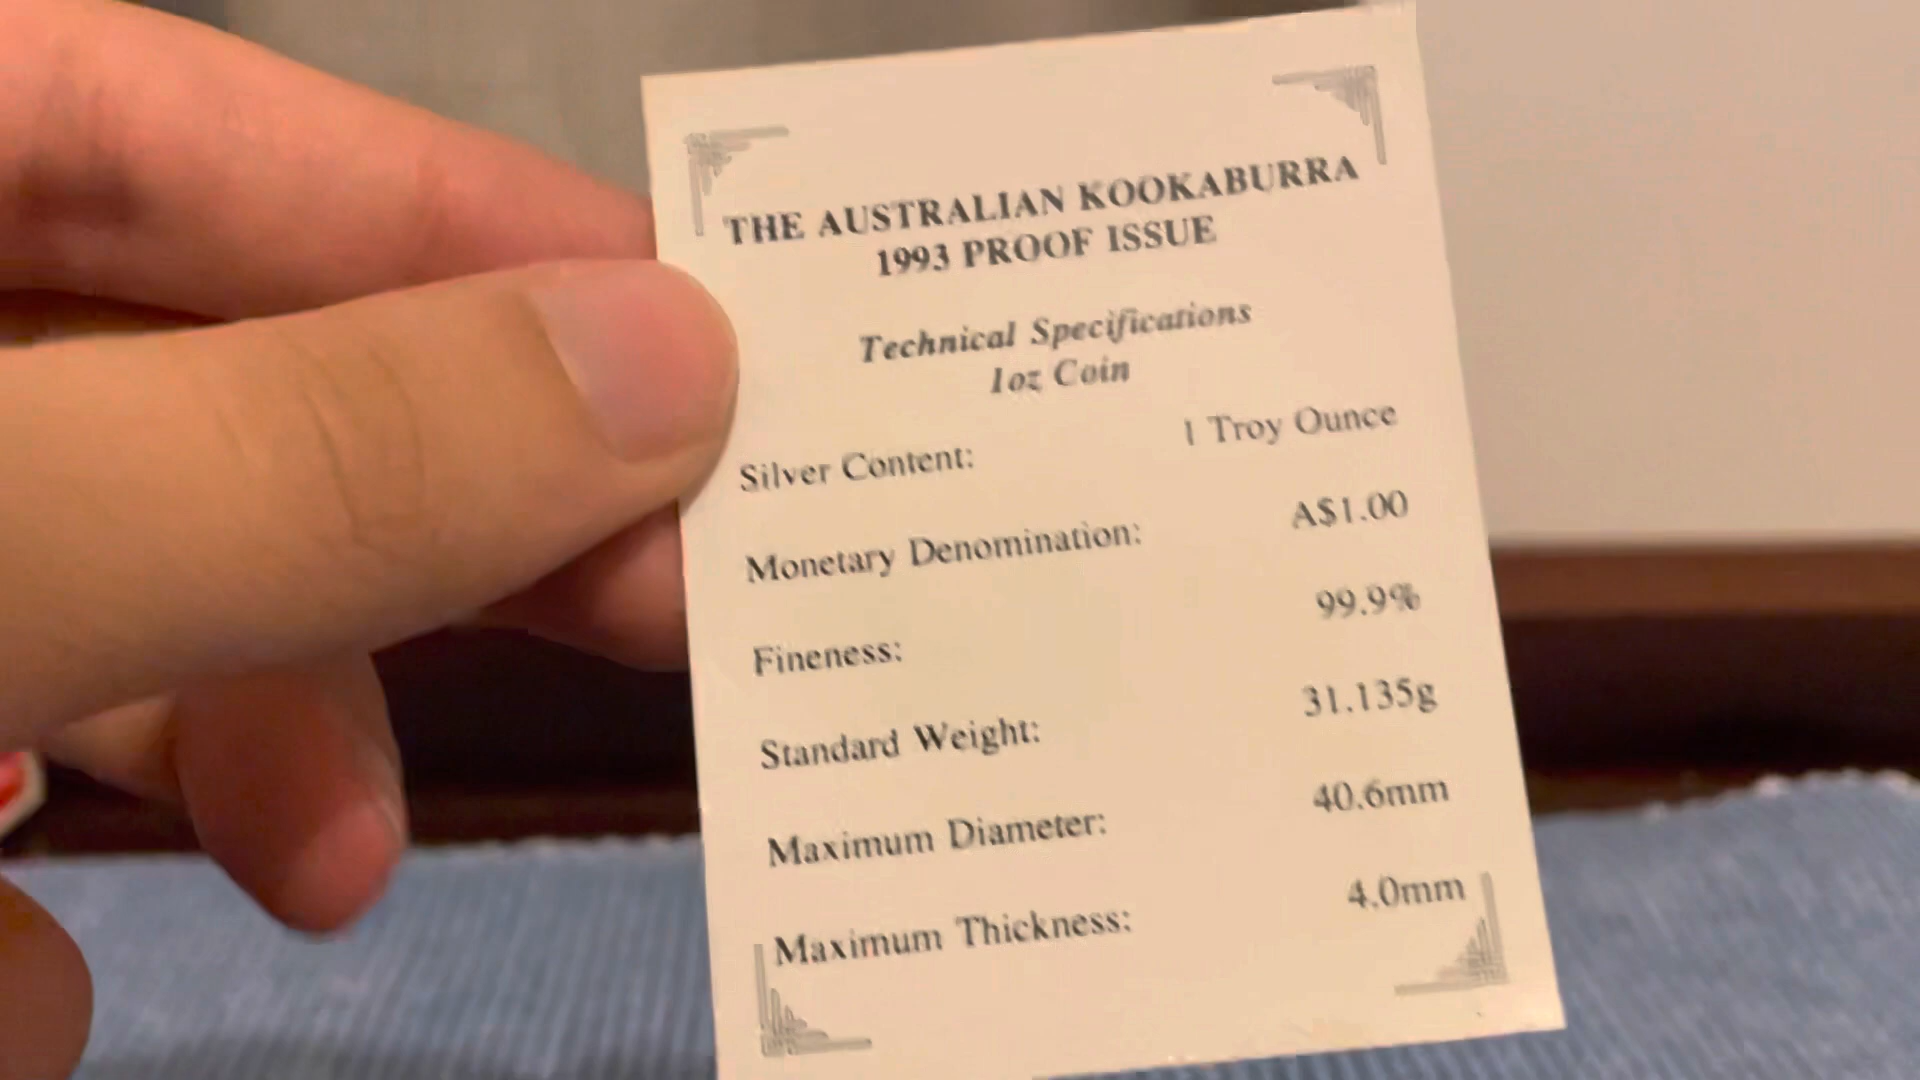 THE AUSTRALIAN KOOKABURRA
1993 PROOF ISSUE
Technical Specifications
1oz Coin
Silver Content: 1 Troy Ounce
Monetary Denomination: A$1.00
Fineness: 99.9%
Standard Weight: 31.135g
Maximum Diameter: 40.6mm
Maximum Thickness: 4.0mm